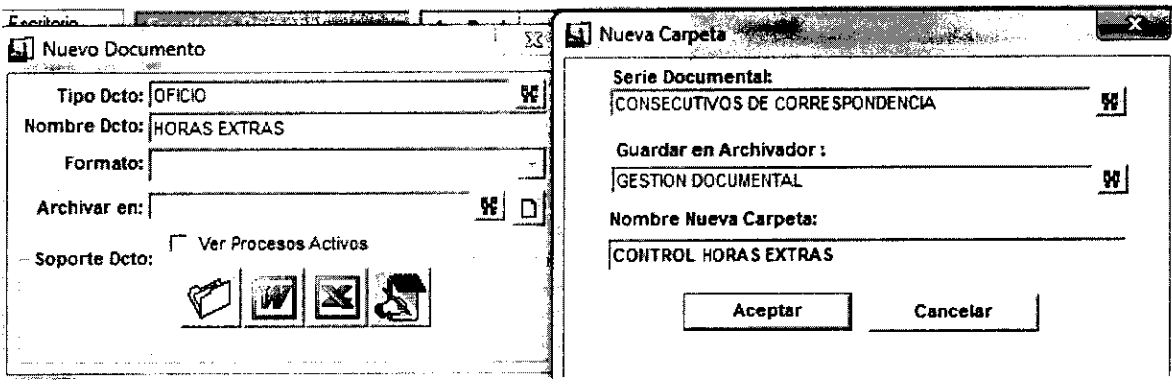 Escritorio
Nuevo Documento
Tipo Dcto: OFICIO
Nombre Dcto: HORAS EXTRAS
Formato:
Archivar en:
Ver Procesos Activos
Soporte Dcto:
Nueva Carpeta
Serie Documental:
CONSECUTIVOS DE CORRESPONDENCIA
Guardar en Archivador :
GESTION DOCUMENTAL
Nombre Nueva Carpeta:
CONTROL HORAS EXTRAS
Aceptar
Cancelar